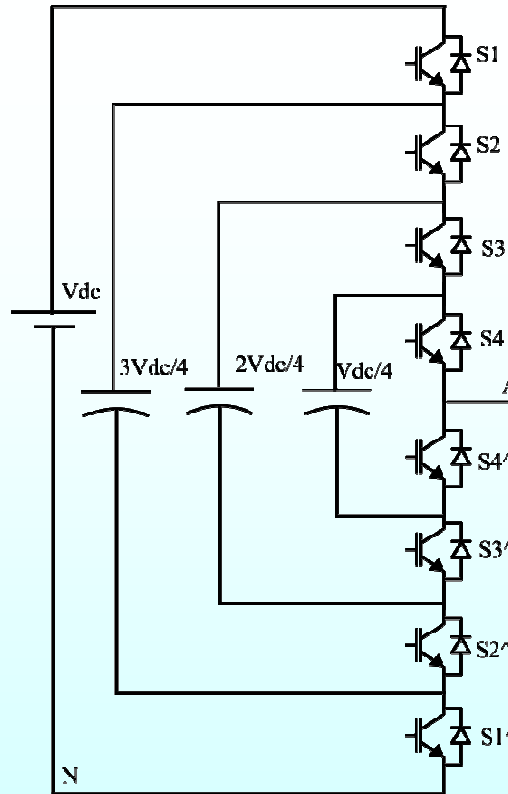 S1
S2
S3
Vdc
S4
3Vdc/4
2Vdc/4
Vdc/4
A
S4^
S3^
S2^
S1^
N